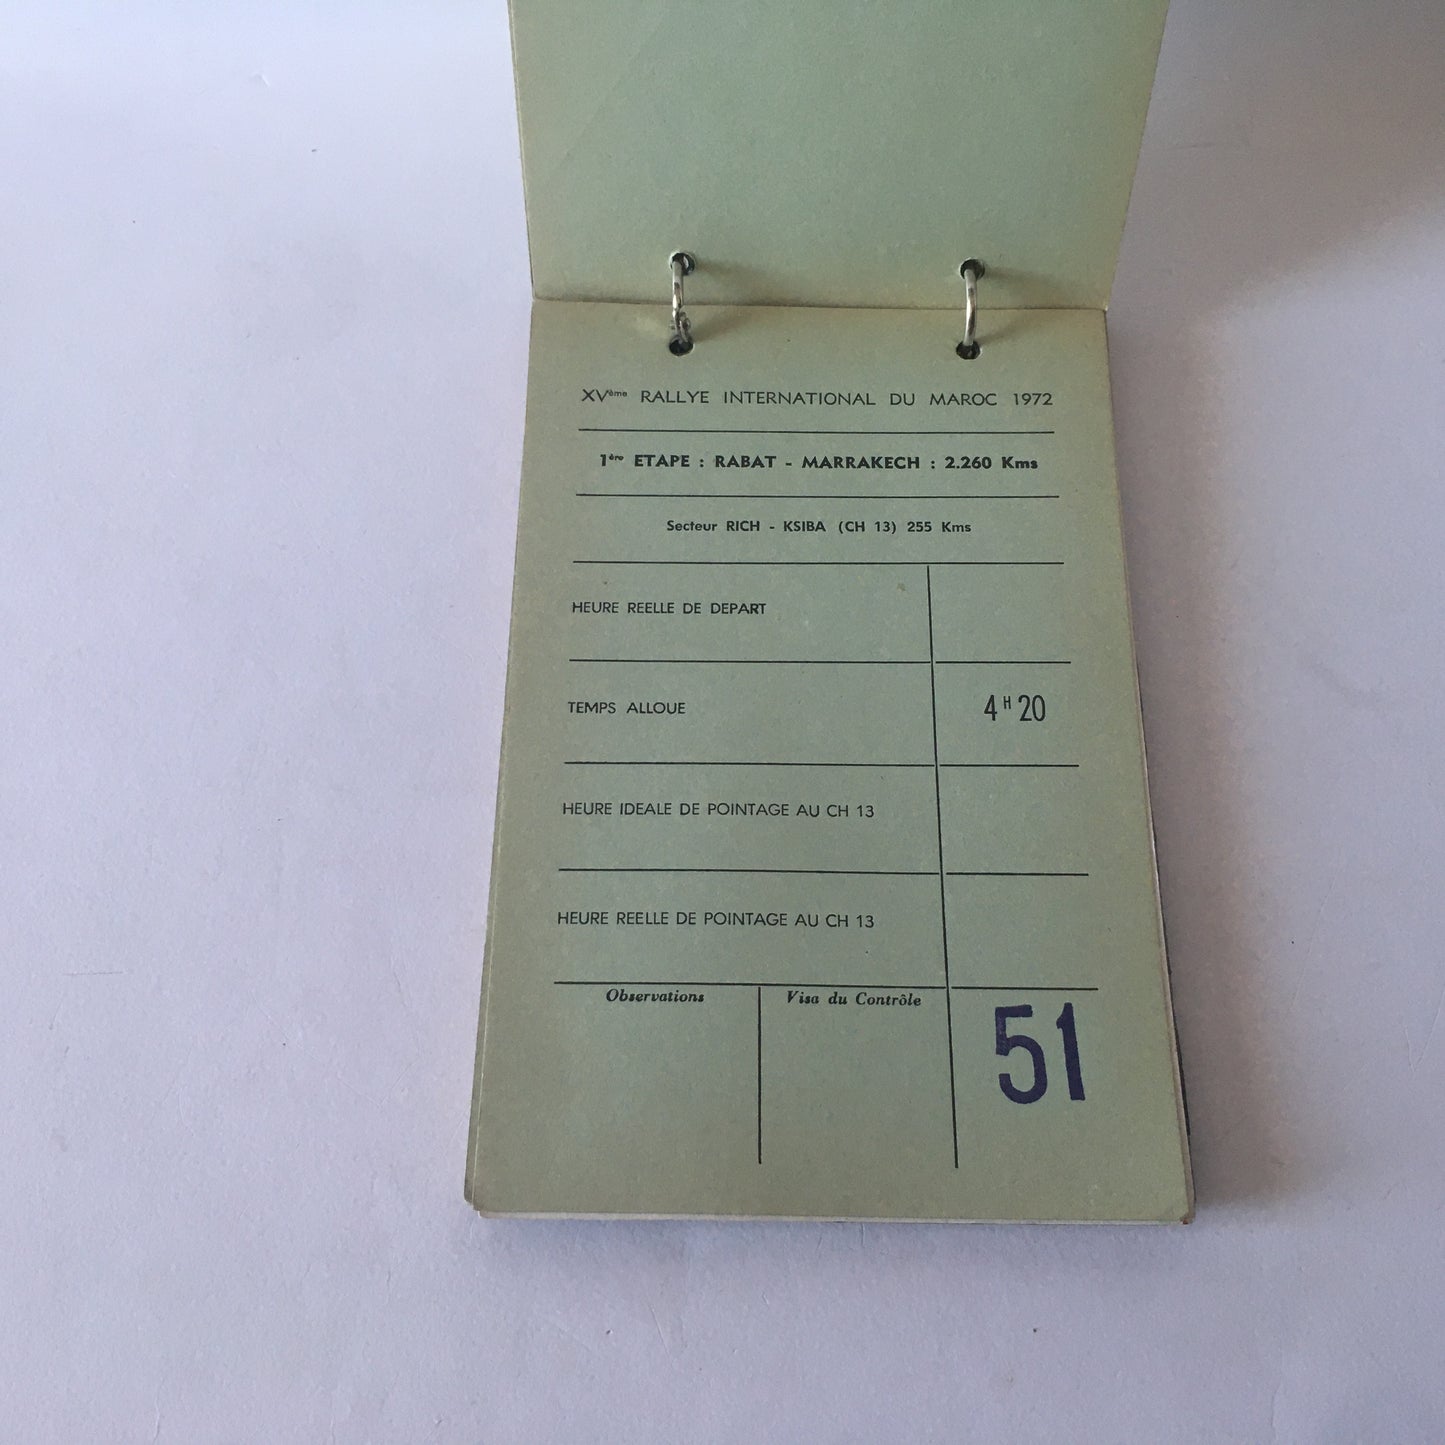 XVème RALLYE INTERNATIONAL DU MAROC 1972
1ère ETAPE : RABAT - MARRAKECH : 2.260 Kms
Secteur RICH - KSIBA (CH 13) 255 Kms
HEURE REELLE DE DEPART
TEMPS ALLOUE 4 H 20
HEURE IDEALE DE POINTAGE AU CH 13
HEURE REELLE DE POINTAGE AU CH 13
Observations Visa du Contrôle
51